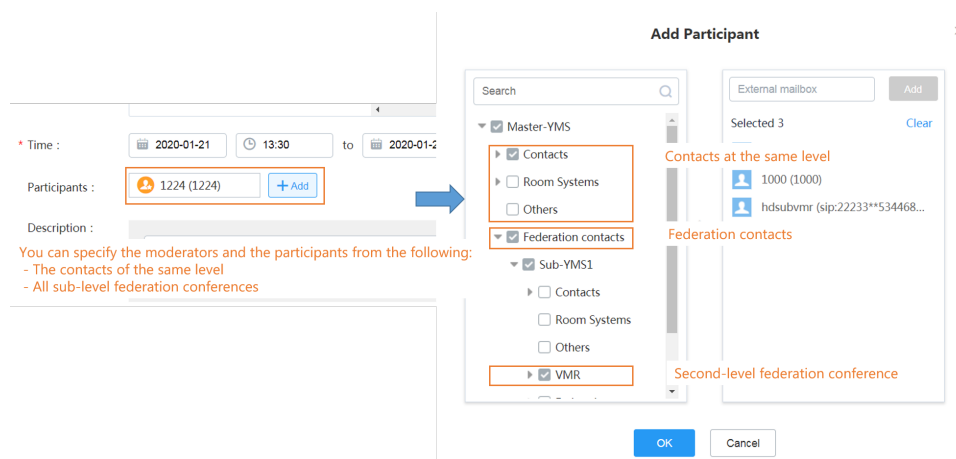 Add Participant
* Time :
2020-01-21
13:30
to
2020-01-2
Participants :
1224 (1224)
+ Add
Description :
You can specify the moderators and the participants from the following:
- The contacts of the same level
- All sub-level federation conferences
Search
Master-YMS
Contacts
Room Systems
Others
Federation contacts
Sub-YMS1
Contacts
Room Systems
Others
VMR
External mailbox
Add
Selected 3
Clear
Contacts at the same level
1000 (1000)
hdsubvmr (sip:22233**534468...
Federation contacts
Second-level federation conference
OK
Cancel